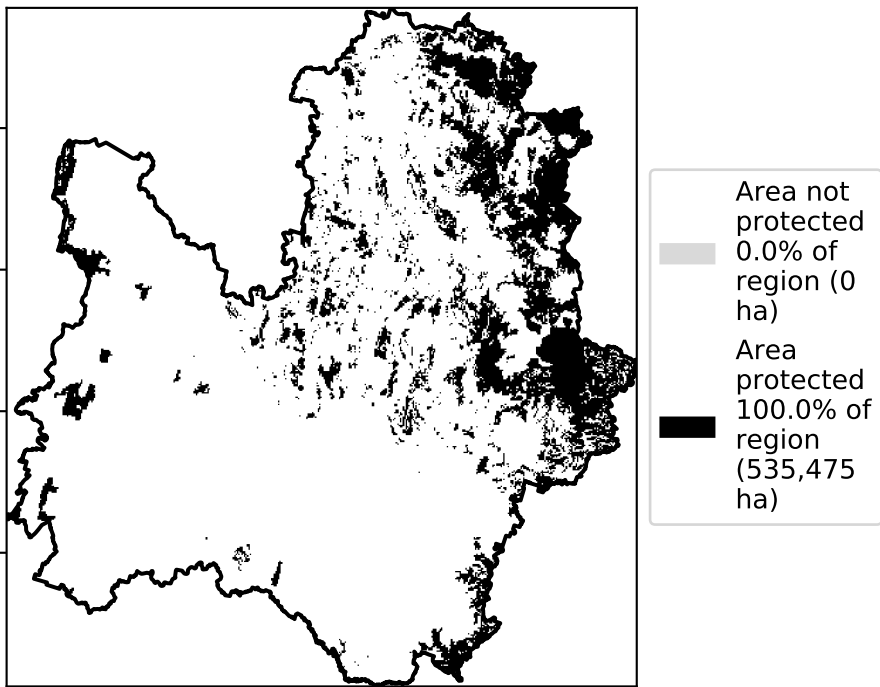 Area not
protected
0.0% of
region (0
ha)
Area
protected
100.0% of
region
(535,475
ha)